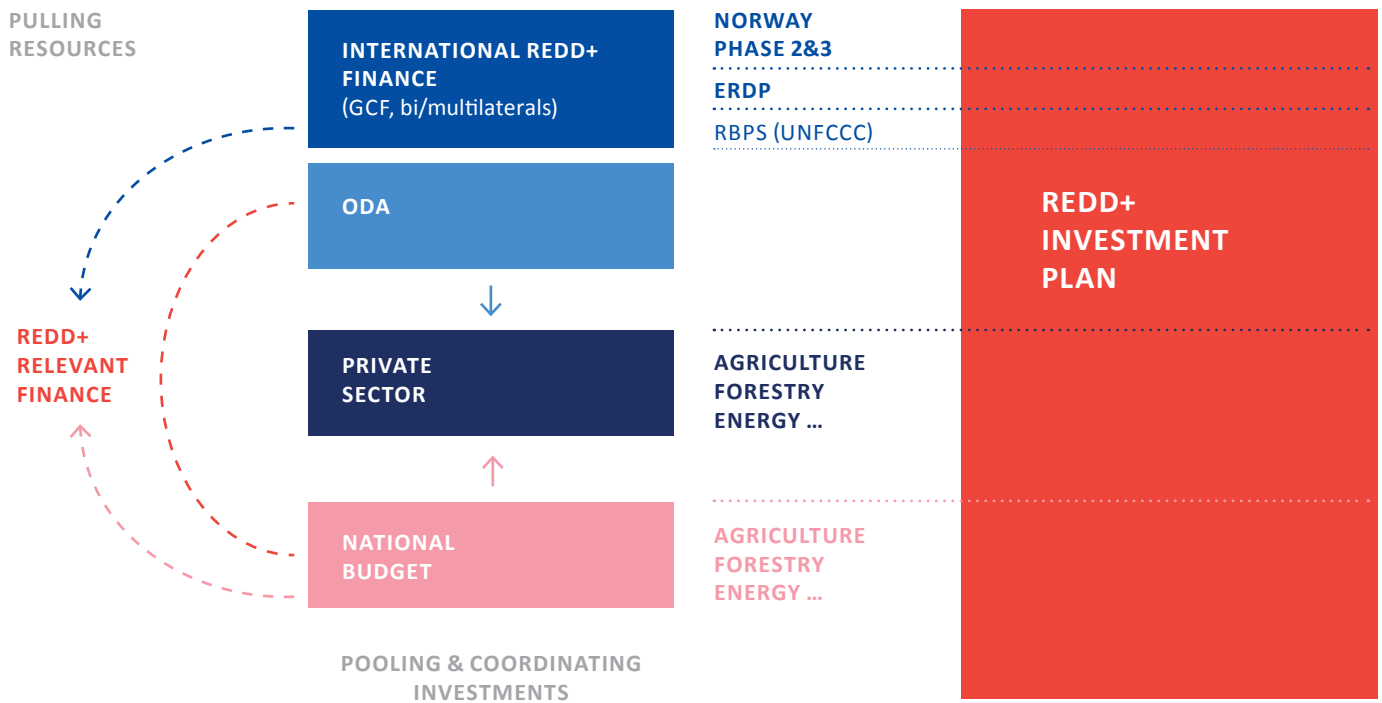 PULLING
RESOURCES
INTERNATIONAL REDD+
FINANCE
(GCF, bi/multilaterals)
NORWAY
PHASE 2&3
ERDP
RBPS (UNFCCC)
ODA
REDD+
INVESTMENT
PLAN
REDD+
RELEVANT
FINANCE
PRIVATE
SECTOR
AGRICULTURE
FORESTRY
ENERGY ...
NATIONAL
BUDGET
AGRICULTURE
FORESTRY
ENERGY ...
POOLING & COORDINATING
INVESTMENTS